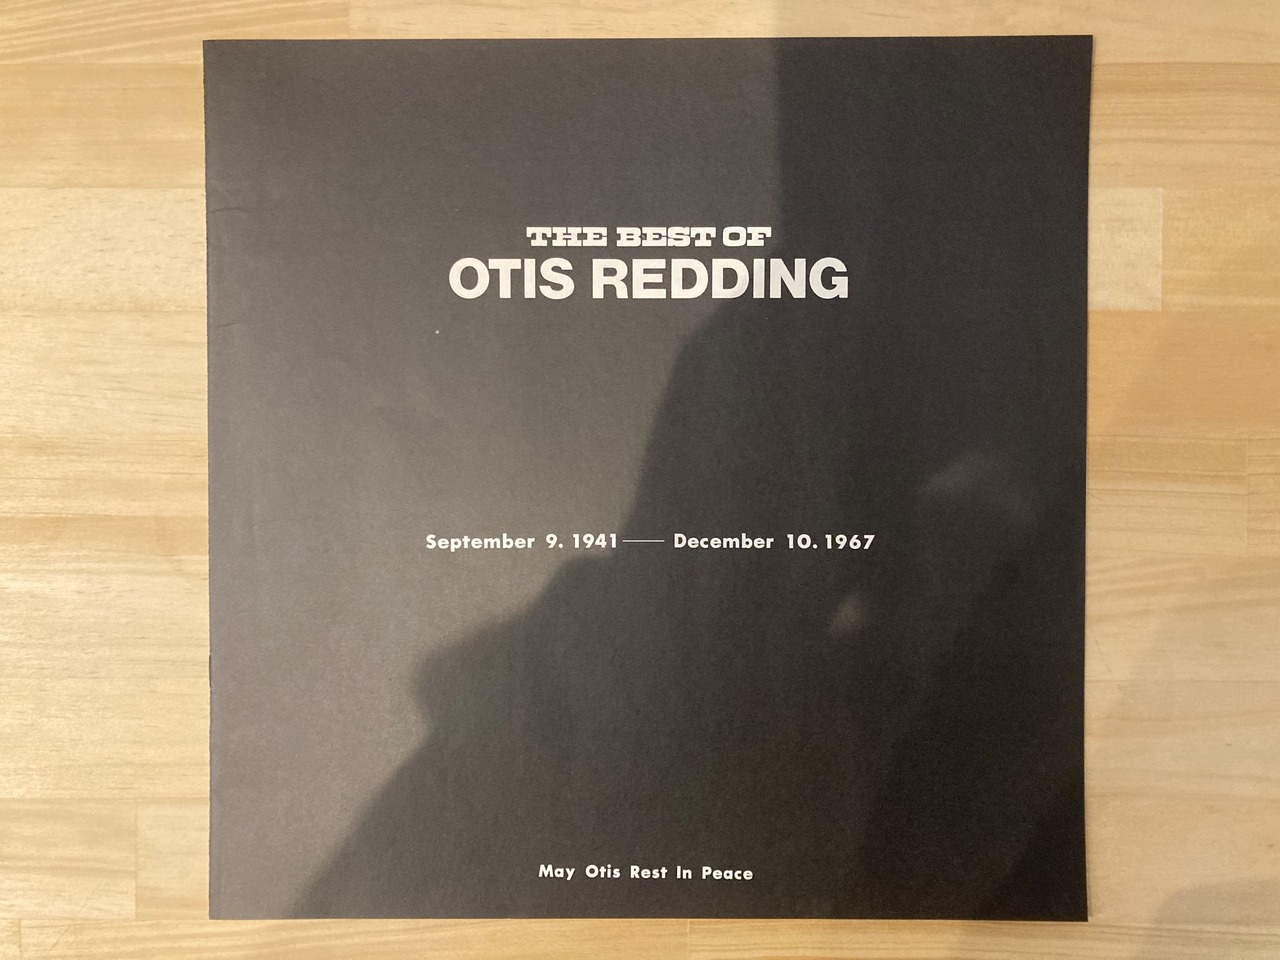 THE BEST OF
OTIS REDDING
September 9. 1941 —— December 10. 1967
May Otis Rest In Peace